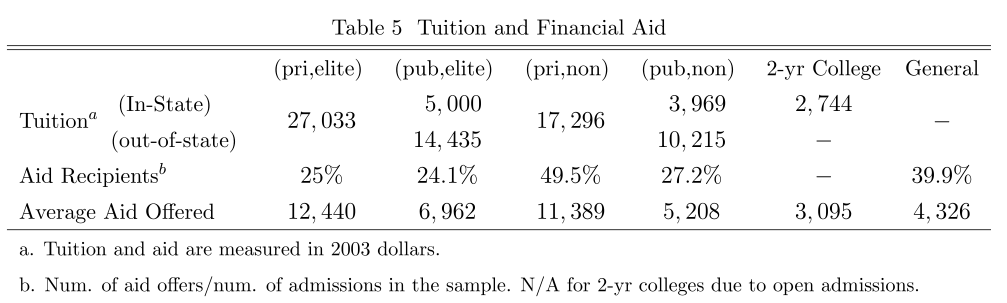 Table 5 Tuition and Financial Aid
(pri,elite) (pub,elite) (pri,non) (pub,non) 2-yr College General
Tuitionᵃ (In-State) 27,033 5,000 17,296 3,969 2,744 −
(out-of-state) 14,435 10,215 −
Aid Recipientsᵇ 25% 24.1% 49.5% 27.2% − 39.9%
Average Aid Offered 12,440 6,962 11,389 5,208 3,095 4,326
a. Tuition and aid are measured in 2003 dollars.
b. Num. of aid offers/num. of admissions in the sample. N/A for 2-yr colleges due to open admissions.